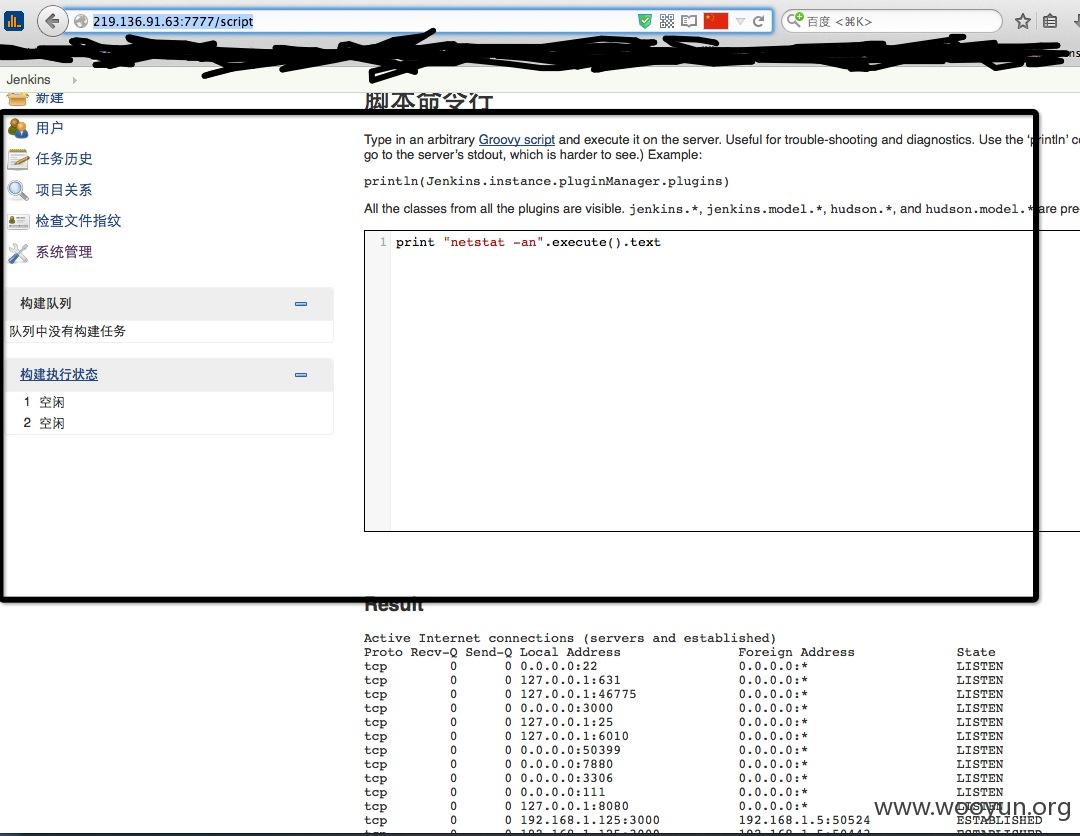 219.136.91.63:7777/script
百度 <⌘K>
Jenkins
新建
脚本命令行
用户
Type in an arbitrary Groovy script and execute it on the server. Useful for trouble-shooting and diagnostics. Use the 'println' c
go to the server's stdout, which is harder to see.) Example:
任务历史
println(Jenkins.instance.pluginManager.plugins)
项目关系
All the classes from all the plugins are visible. jenkins.*, jenkins.model.*, hudson.*, and hudson.model.* are pre
检查文件指纹
1 print "netstat -an".execute().text
系统管理
构建队列
队列中没有构建任务
构建执行状态
1 空闲
2 空闲
Result
Active Internet connections (servers and established)
Proto Recv-Q Send-Q Local Address Foreign Address State
tcp 0 0 0.0.0.0:22 0.0.0.0:* LISTEN
tcp 0 0 127.0.0.1:631 0.0.0.0:* LISTEN
tcp 0 0 127.0.0.1:46775 0.0.0.0:* LISTEN
tcp 0 0 0.0.0.0:3000 0.0.0.0:* LISTEN
tcp 0 0 127.0.0.1:25 0.0.0.0:* LISTEN
tcp 0 0 127.0.0.1:6010 0.0.0.0:* LISTEN
tcp 0 0 0.0.0.0:50399 0.0.0.0:* LISTEN
tcp 0 0 0.0.0.0:7880 0.0.0.0:* LISTEN
tcp 0 0 0.0.0.0:3306 0.0.0.0:* LISTEN
tcp 0 0 0.0.0.0:111 0.0.0.0:* LISTEN
tcp 0 0 127.0.0.1:8080 0.0.0.0:* LISTEN
www.wooyun.org
tcp 0 0 192.168.1.125:3000 192.168.1.5:50524 ESTABLISHED